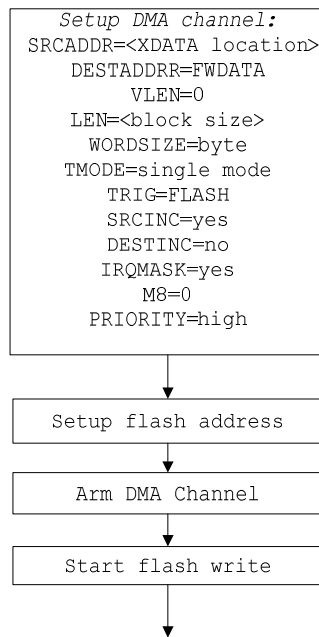 Setup DMA channel:
SRCADDR=<XDATA location>
DESTADDRR=FWDATA
VLEN=0
LEN=<block size>
WORDSIZE=byte
TMODE=single mode
TRIG=FLASH
SRCINC=yes
DESTINC=no
IRQMASK=yes
M8=0
PRIORITY=high
Setup flash address
Arm DMA Channel
Start flash write